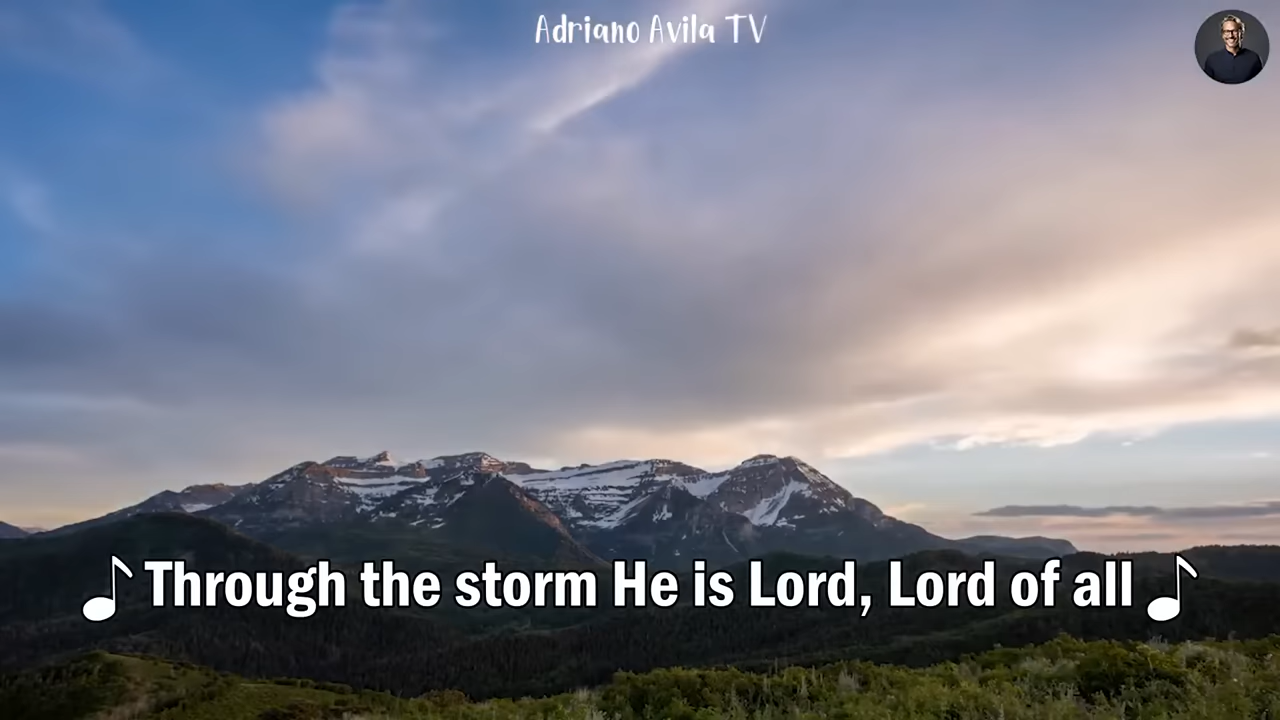 Adriano Avila TV
♪ Through the storm He is Lord, Lord of all ♪